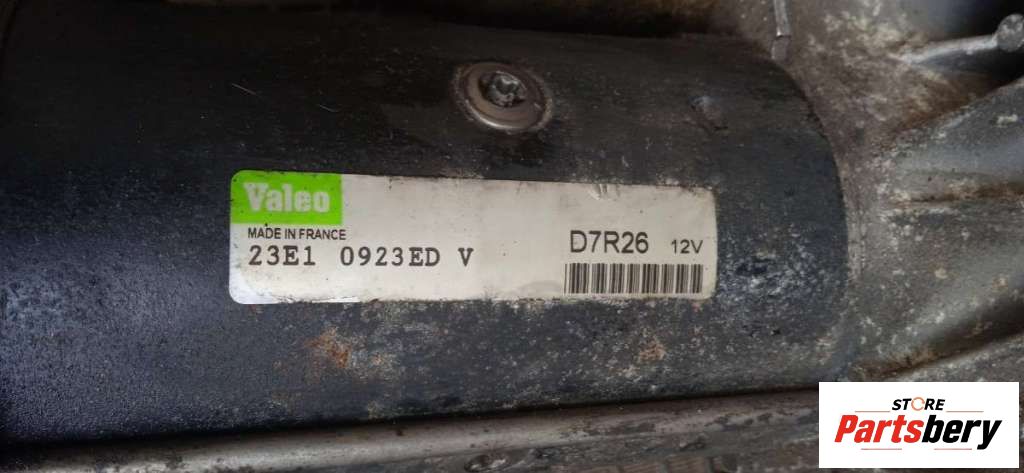 Valeo
MADE IN FRANCE
23E1 0923ED V
D7R26 12V
STORE
Partsbery